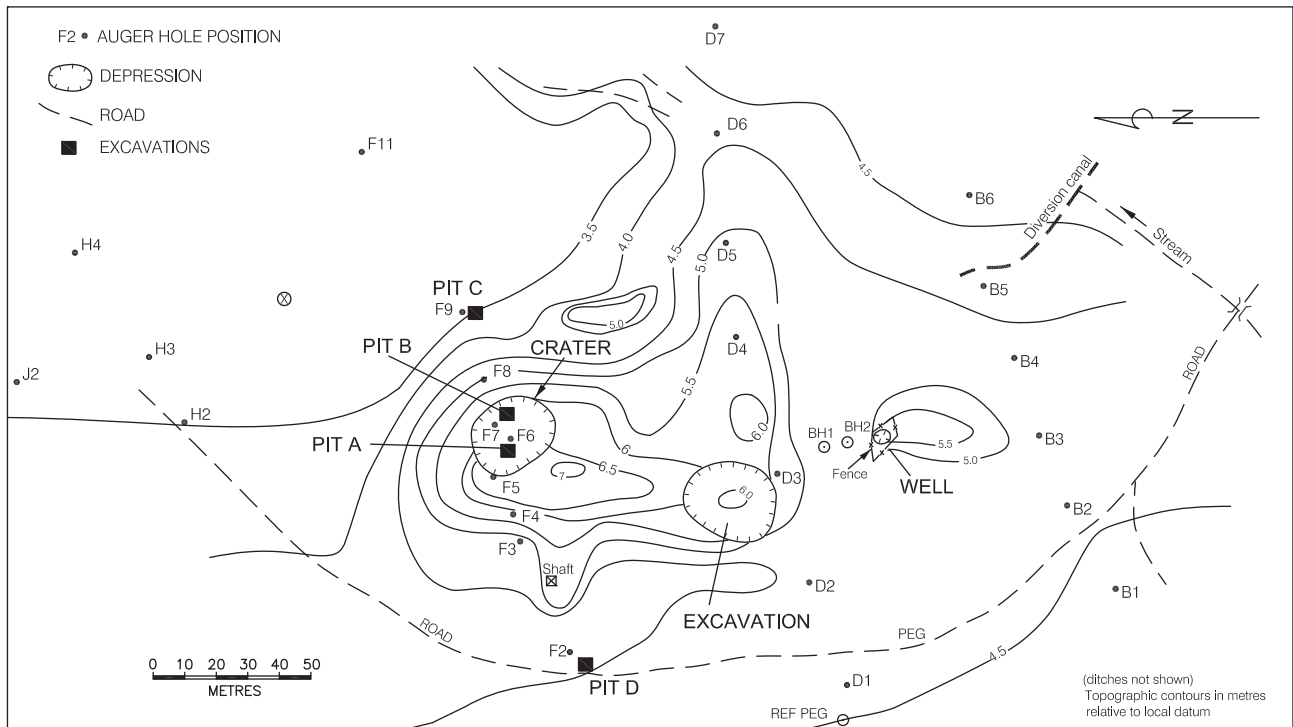 F2 AUGER HOLE POSITION
DEPRESSION
ROAD
EXCAVATIONS
D7
D6
F11
4.5
N
B6
Diversion canal
Stream
H4
3.5
4.0
4.5
5.0
D5
B5
PIT C
F9
5.0
PIT B
CRATER
D4
B4
ROAD
H3
J2
F8
5.5
H2
F7
F6
PIT A
6
6.0
BH1
BH2
5.5
5.0
B3
6.5
7
Fence
WELL
F5
D3
6.0
B2
F4
F3
Shaft
D2
B1
EXCAVATION
ROAD
PEG
F2
4.5
0 10 20 30 40 50
METRES
PIT D
D1
REF PEG
(ditches not shown)
Topographic contours in metres
relative to local datum